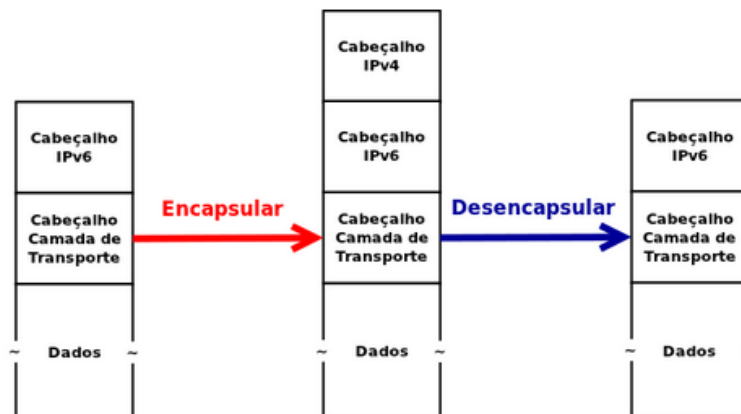 Cabeçalho
IPv4
Cabeçalho
IPv6
Cabeçalho
IPv6
Cabeçalho
IPv6
Encapsular
Desencapsular
Cabeçalho
Camada de
Transporte
Cabeçalho
Camada de
Transporte
Cabeçalho
Camada de
Transporte
~ Dados ~
~ Dados ~
~ Dados